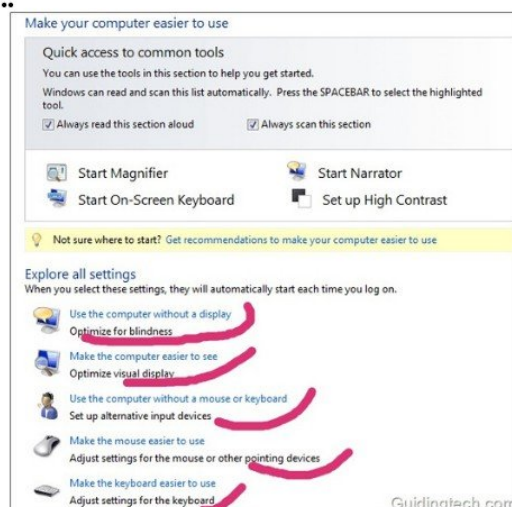 Make your computer easier to use
Quick access to common tools
You can use the tools in this section to help you get started.
Windows can read and scan this list automatically. Press the SPACEBAR to select the highlighted
tool.
Always read this section aloud Always scan this section
Start Magnifier Start Narrator
Start On-Screen Keyboard Set up High Contrast
Not sure where to start? Get recommendations to make your computer easier to use
Explore all settings
When you select these settings, they will automatically start each time you log on.
Use the computer without a display
Optimize for blindness
Make the computer easier to see
Optimize visual display
Use the computer without a mouse or keyboard
Set up alternative input devices
Make the mouse easier to use
Adjust settings for the mouse or other pointing devices
Make the keyboard easier to use
Adjust settings for the keyboard
Guidingtech.com